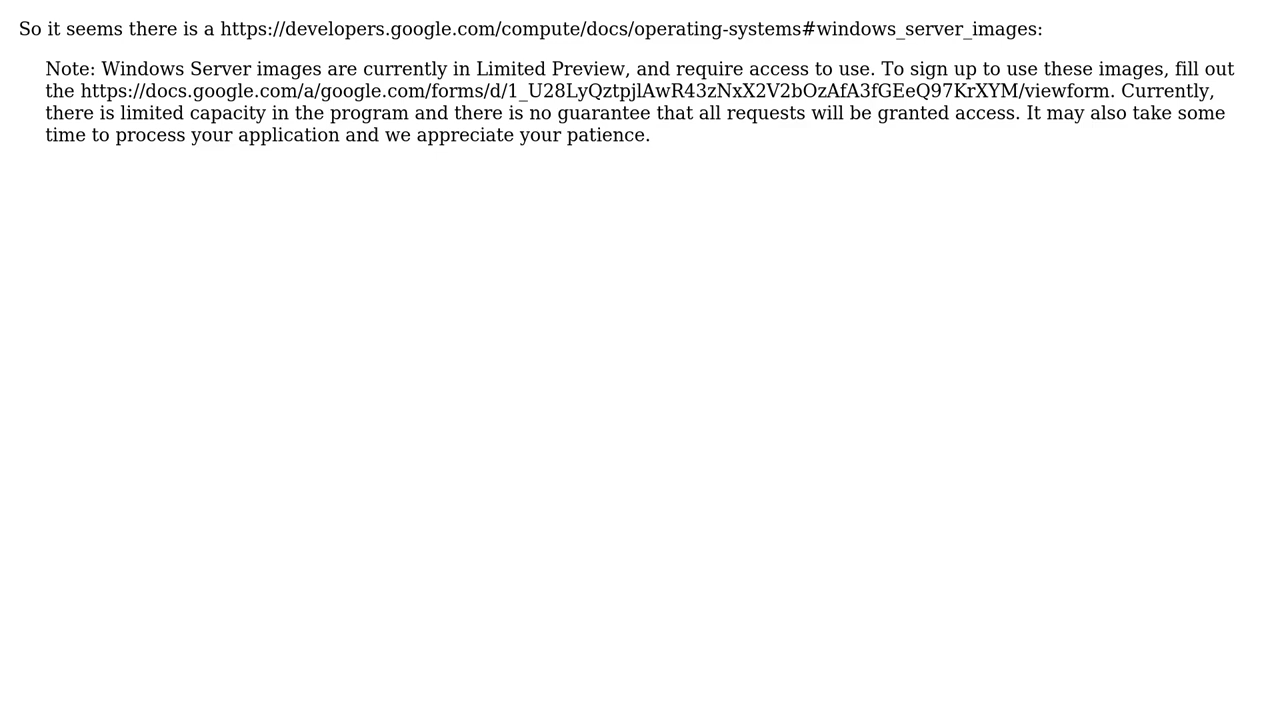 So it seems there is a https://developers.google.com/compute/docs/operating-systems#windows_server_images:
Note: Windows Server images are currently in Limited Preview, and require access to use. To sign up to use these images, fill out
the https://docs.google.com/a/google.com/forms/d/1_U28LyQztpjlAwR43zNxX2V2bOzAfA3fGEeQ97KrXYM/viewform. Currently,
there is limited capacity in the program and there is no guarantee that all requests will be granted access. It may also take some
time to process your application and we appreciate your patience.